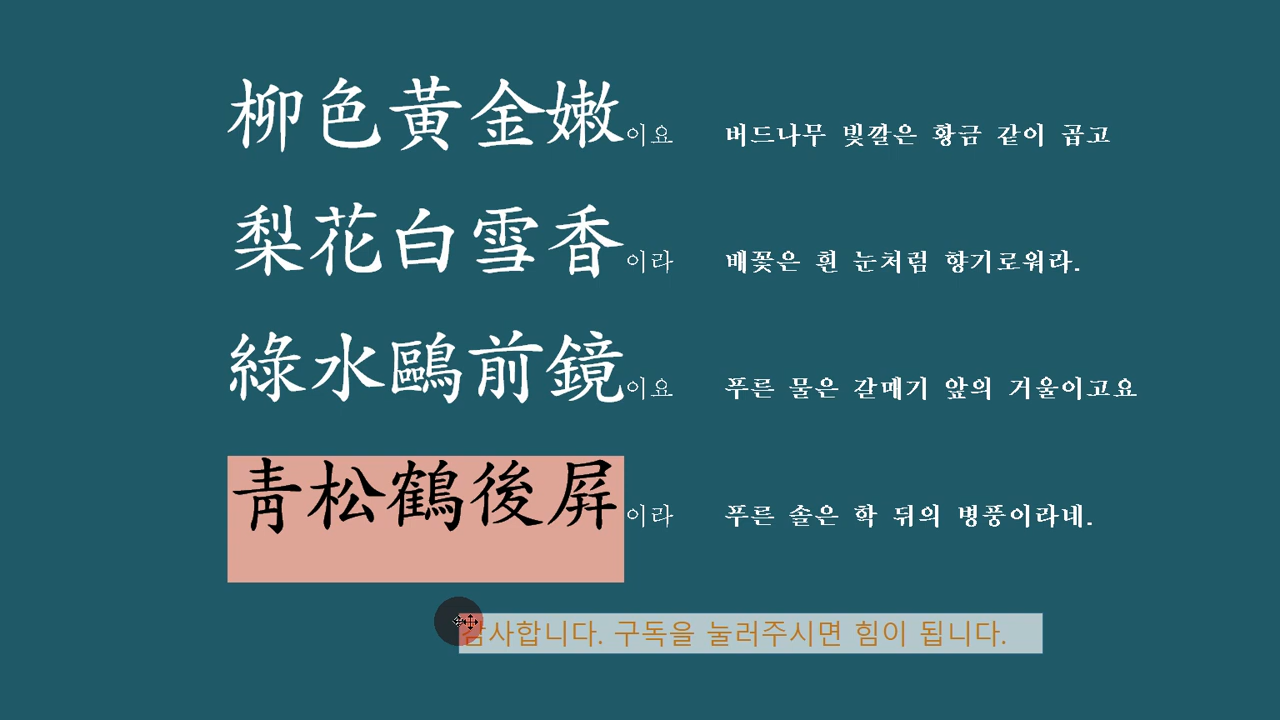 柳色黃金嫩이요 버드나무 빛깔은 황금 같이 곱고
梨花白雪香이라 배꽃은 흰 눈처럼 향기로워라.
綠水鷗前鏡이요 푸른 물은 갈매기 앞의 거울이고요
靑松鶴後屛이라 푸른 솔은 학 뒤의 병풍이라네.
감사합니다. 구독을 눌러주시면 힘이 됩니다.